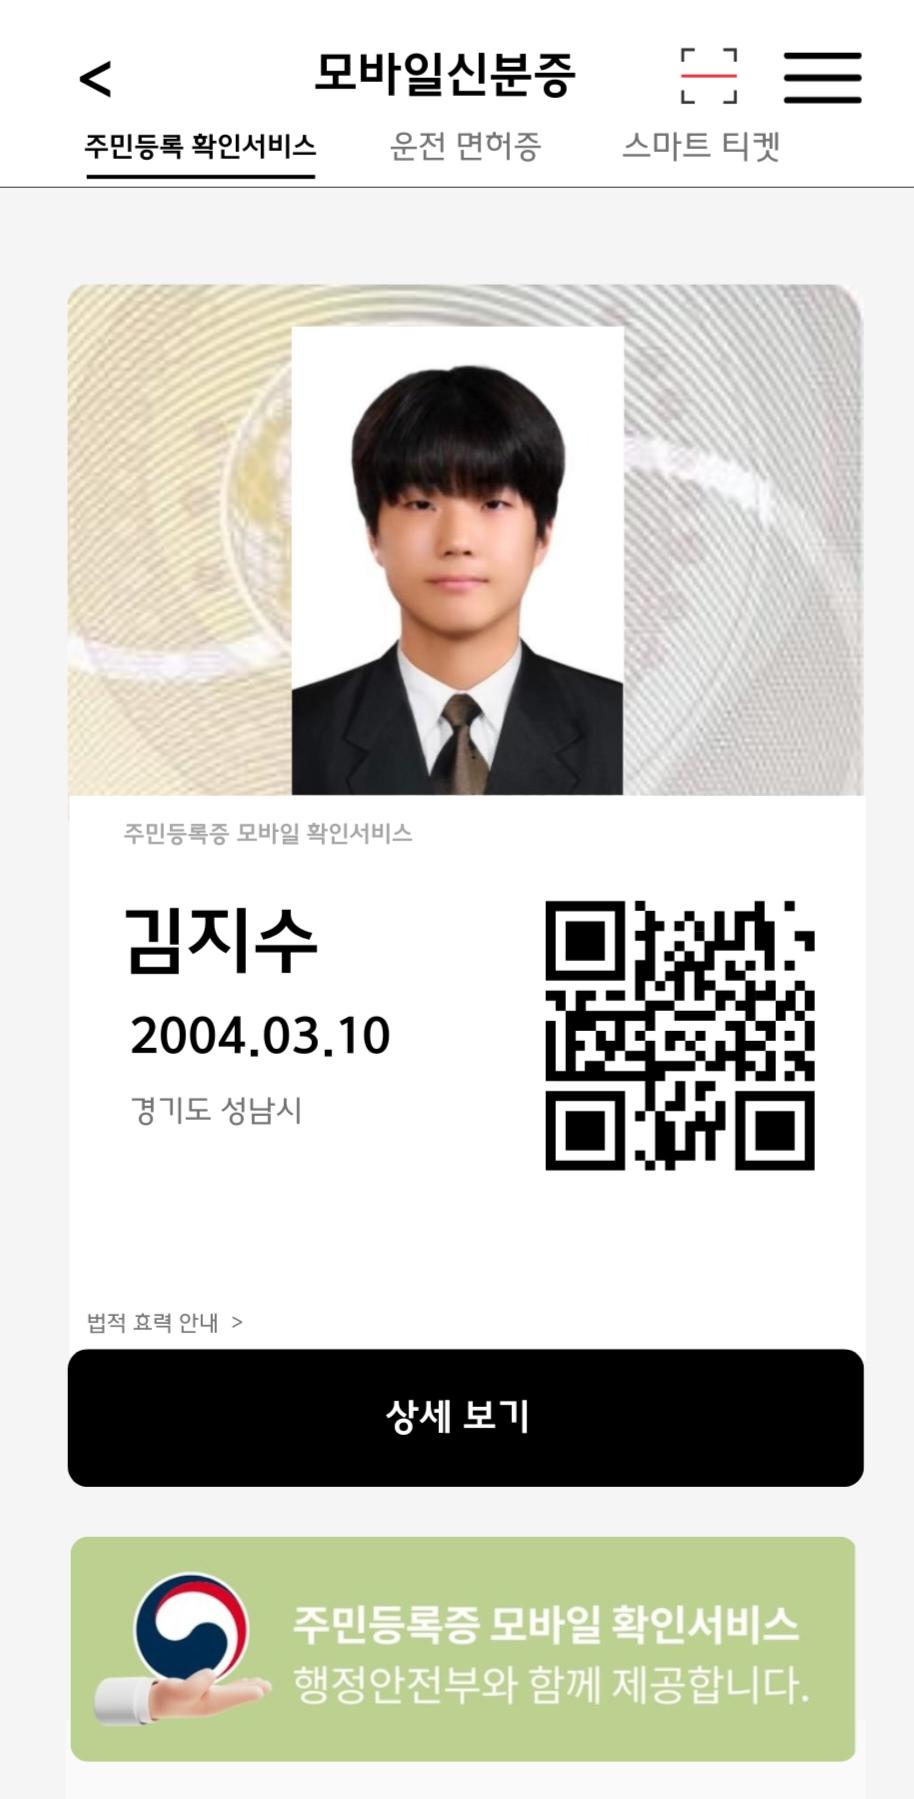 <
모바일신분증
주민등록 확인서비스 운전 면허증 스마트 티켓
주민등록증 모바일 확인서비스
김지수
2004.03.10
경기도 성남시
법적 효력 안내 >
상세 보기
주민등록증 모바일 확인서비스
행정안전부와 함께 제공합니다.